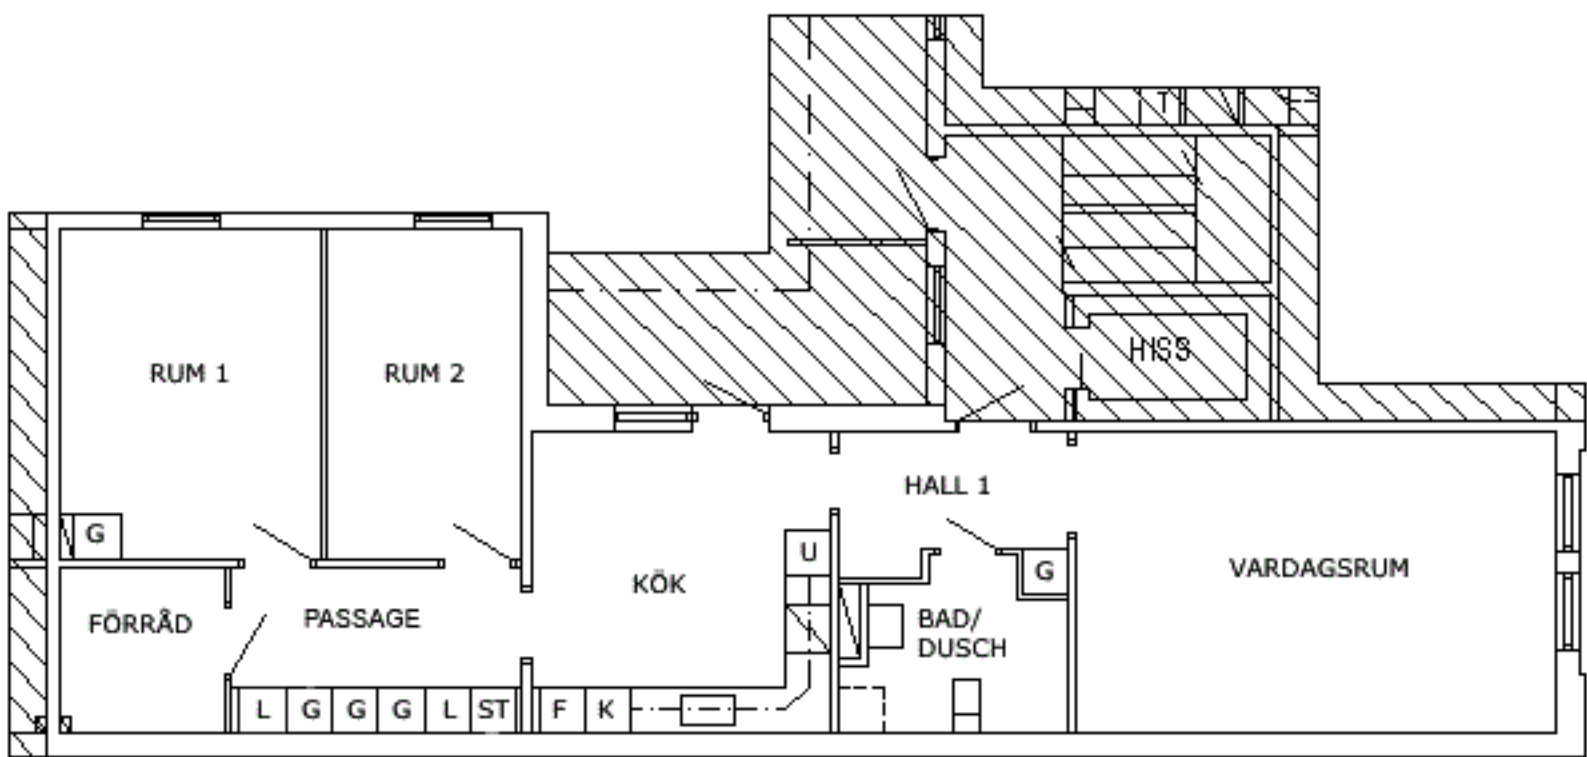 T
HISS
RUM 1
RUM 2
HALL 1
G
U
G
KÖK
VARDAGSRUM
FÖRRÅD
PASSAGE
BAD/
DUSCH
L G G G L ST F K